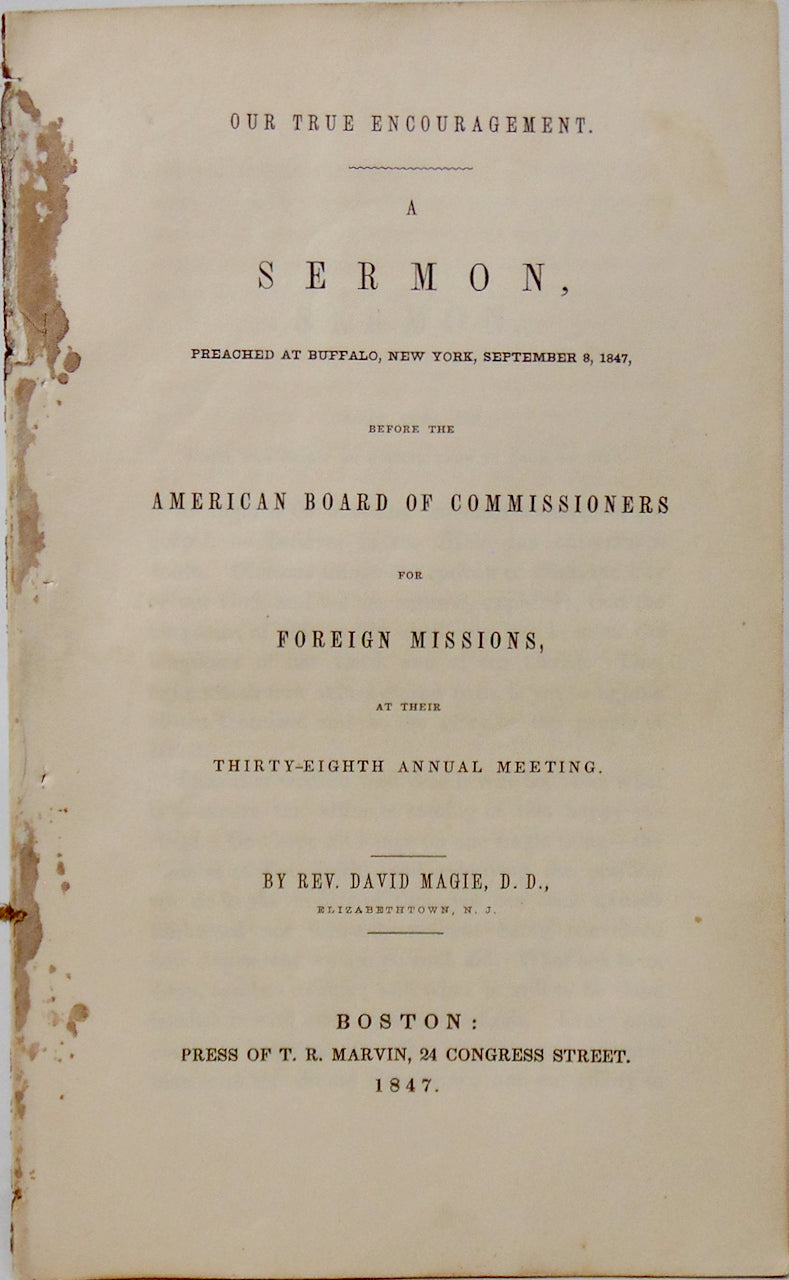 OUR TRUE ENCOURAGEMENT.
A
SERMON,
PREACHED AT BUFFALO, NEW YORK, SEPTEMBER 8, 1847,
BEFORE THE
AMERICAN BOARD OF COMMISSIONERS
FOR
FOREIGN MISSIONS,
AT THEIR
THIRTY-EIGHTH ANNUAL MEETING.
BY REV. DAVID MAGIE, D. D.,
ELIZABETHTOWN, N. J.
BOSTON:
PRESS OF T. R. MARVIN, 24 CONGRESS STREET.
1847.